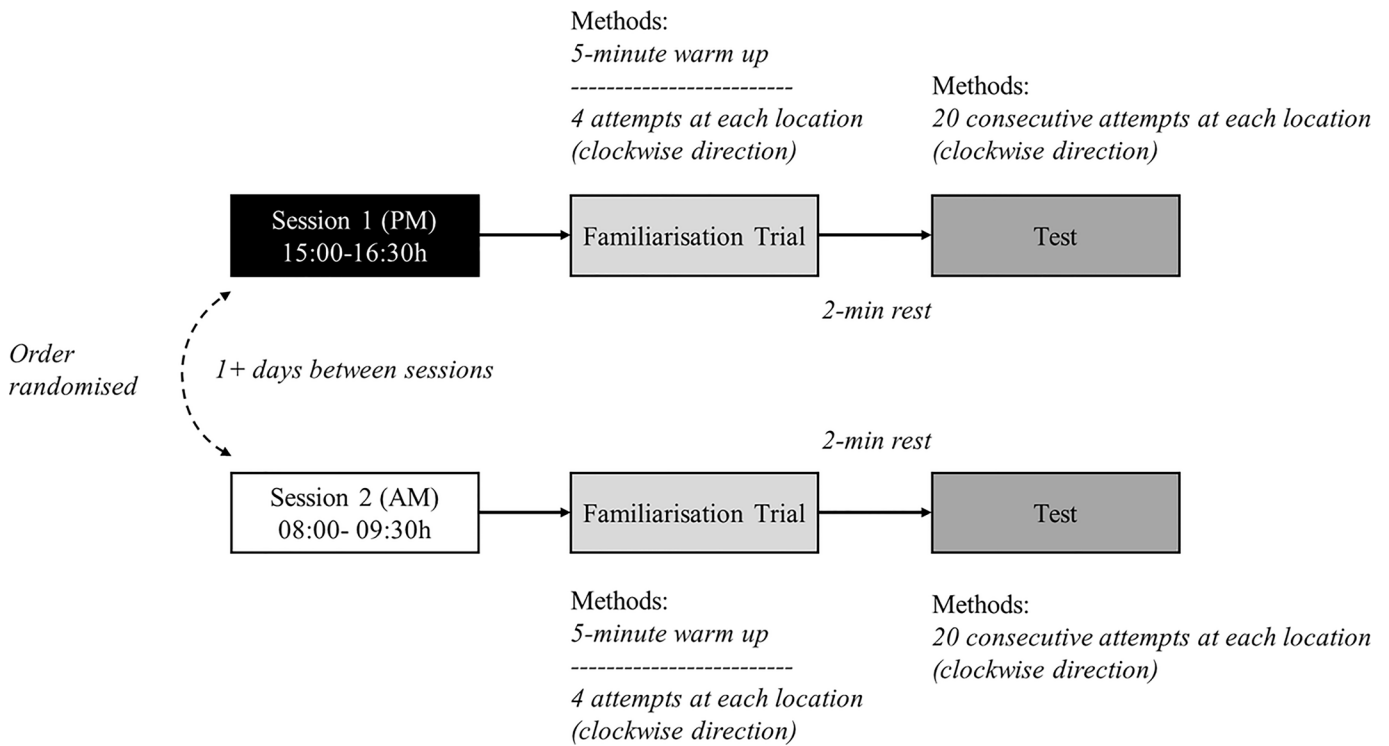 Methods:
5-minute warm up
-------------------------
4 attempts at each location
(clockwise direction)
Methods:
20 consecutive attempts at each location
(clockwise direction)
Session 1 (PM)
15:00-16:30h
Familiarisation Trial
Test
2-min rest
Order
randomised
1+ days between sessions
2-min rest
Session 2 (AM)
08:00- 09:30h
Familiarisation Trial
Test
Methods:
5-minute warm up
-------------------------
4 attempts at each location
(clockwise direction)
Methods:
20 consecutive attempts at each location
(clockwise direction)